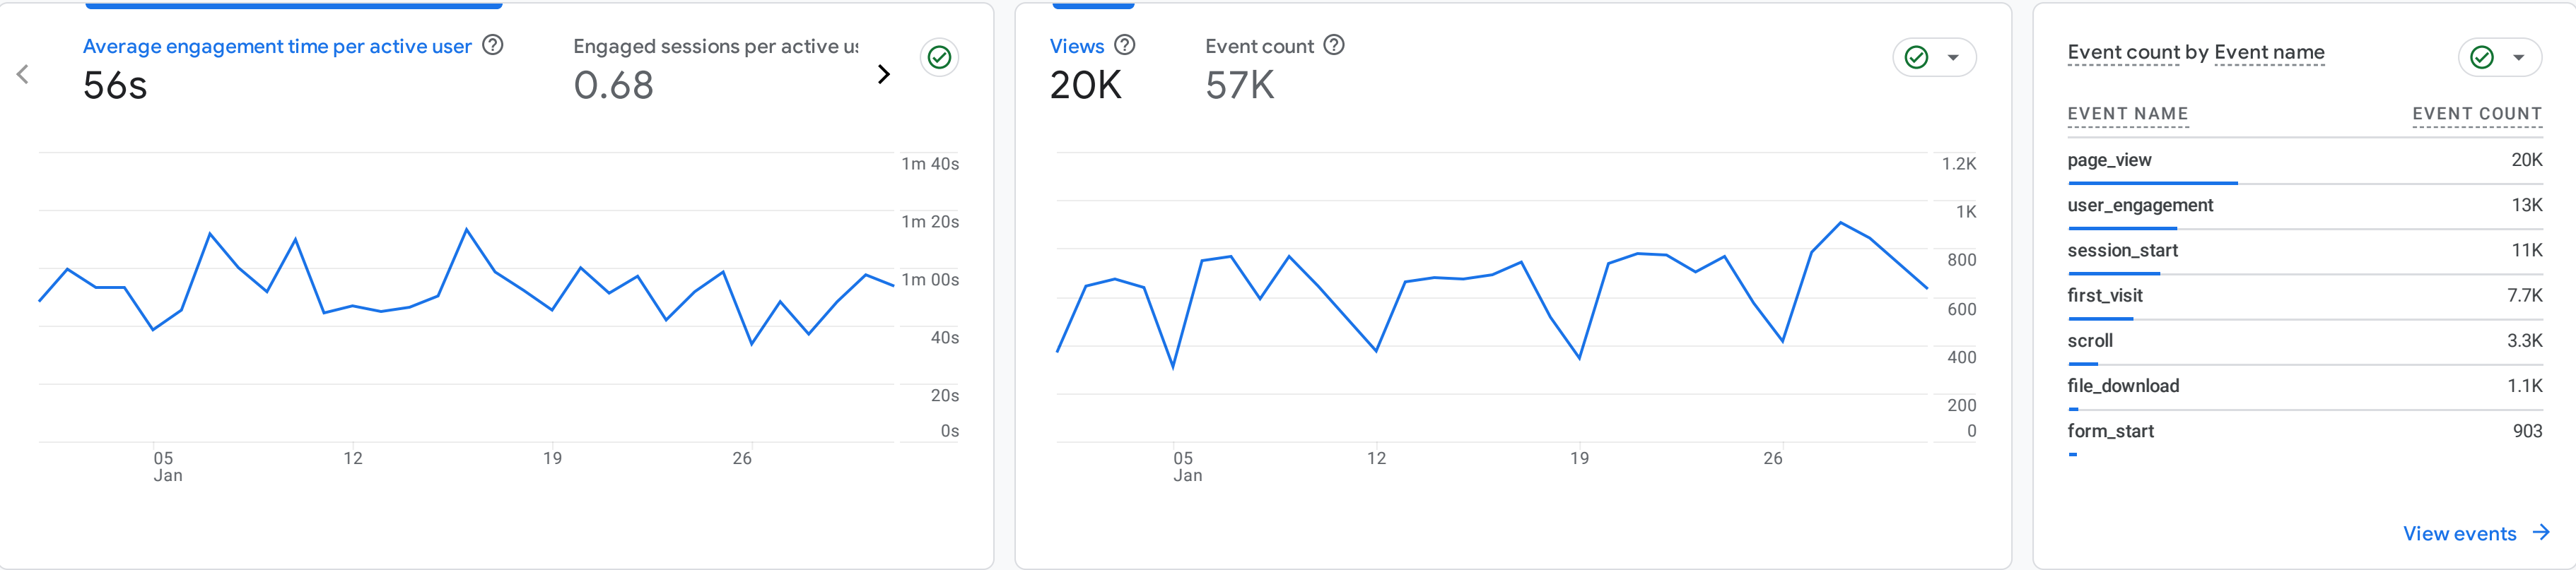 Average engagement time per active user
56s
Engaged sessions per active us
0.68
1m 40s
1m 20s
1m 00s
40s
20s
0s
05
Jan
12
19
26
Views
20K
Event count
57K
1.2K
1K
800
600
400
200
0
05
Jan
12
19
26
Event count by Event name
EVENT NAME EVENT COUNT
page_view 20K
user_engagement 13K
session_start 11K
first_visit 7.7K
scroll 3.3K
file_download 1.1K
form_start 903
View events